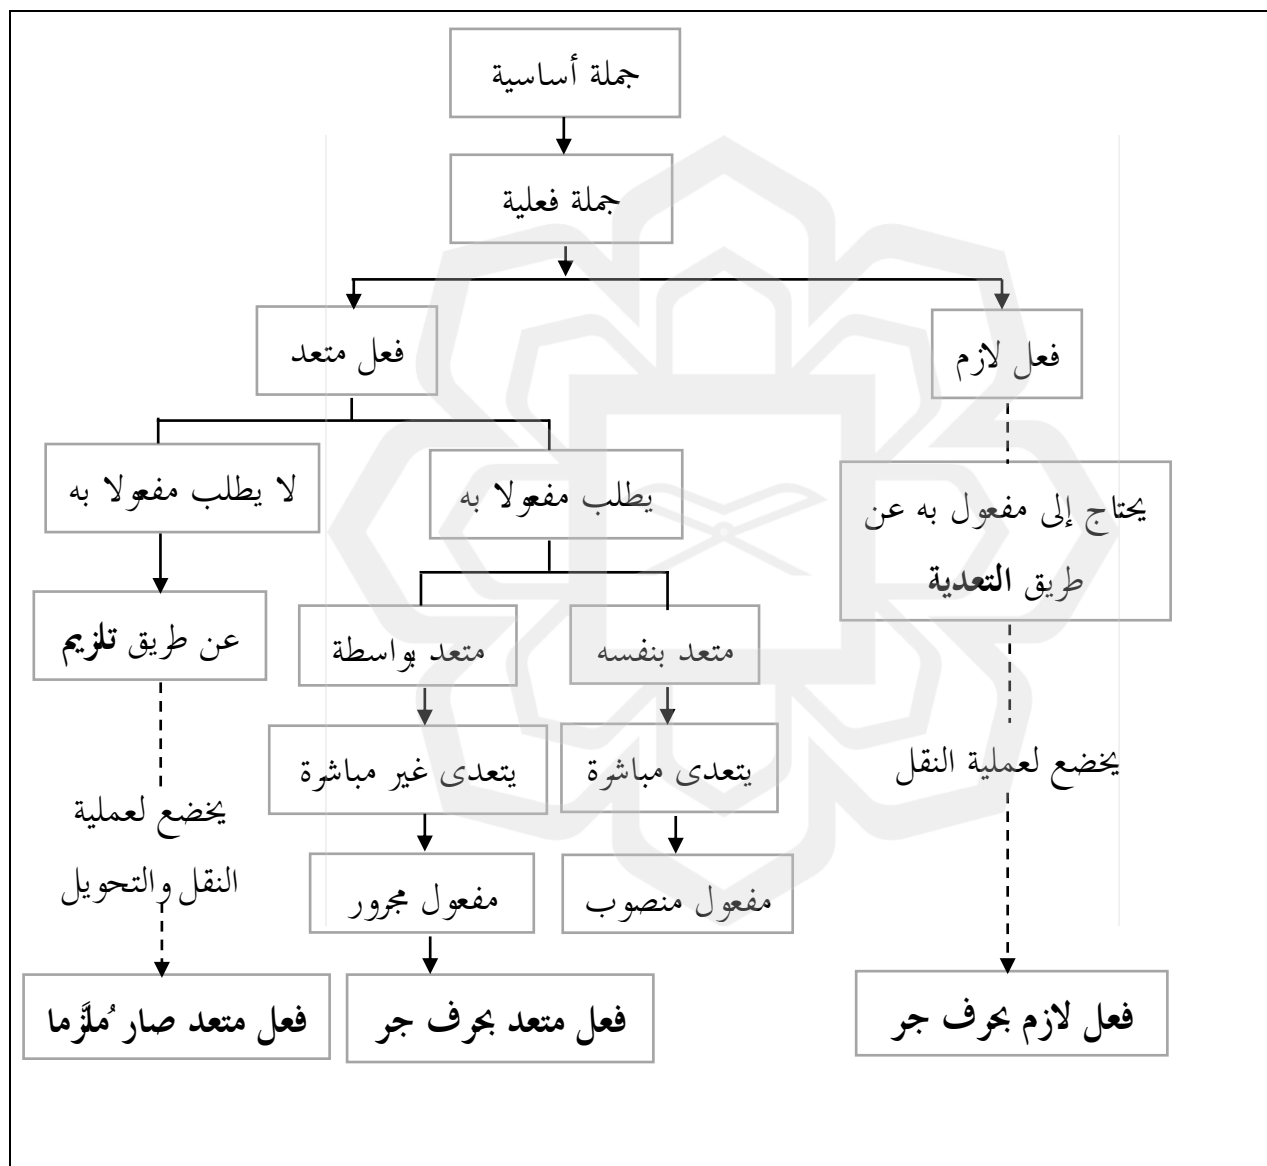 جملة أساسية
جملة فعلية
فعل لازم
فعل متعد
يحتاج إلى مفعول به عن
طريق التعدية
يطلب مفعولا به
لا يطلب مفعولا به
متعد بنفسه
متعد بواسطة
عن طريق تلزيم
يخضع لعملية النقل
يتعدى مباشرة
يتعدى غير مباشرة
يخضع لعملية
النقل والتحويل
مفعول منصوب
مفعول مجرور
فعل لازم بحرف جر
فعل متعد بحرف جر
فعل متعد صار مُلزَّما